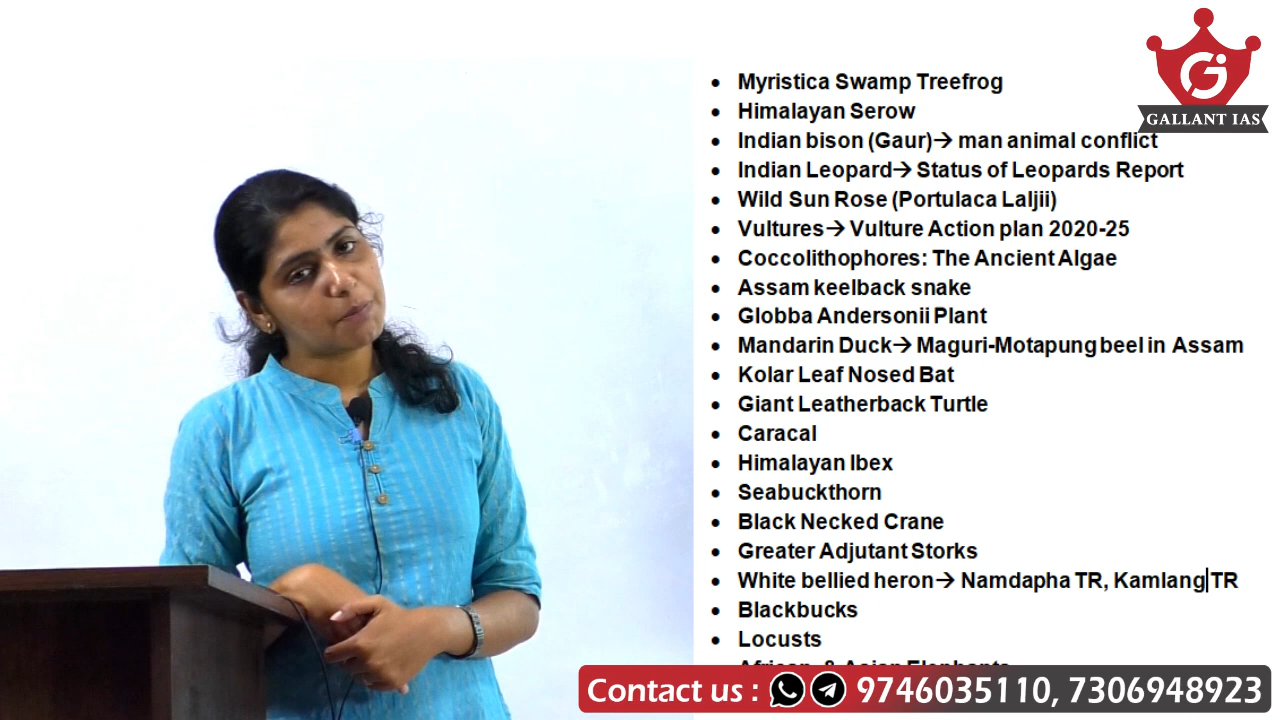 GALLANT IAS
• Myristica Swamp Treefrog
• Himalayan Serow
• Indian bison (Gaur)→ man animal conflict
• Indian Leopard→ Status of Leopards Report
• Wild Sun Rose (Portulaca Laljii)
• Vultures→ Vulture Action plan 2020-25
• Coccolithophores: The Ancient Algae
• Assam keelback snake
• Globba Andersonii Plant
• Mandarin Duck→ Maguri-Motapung beel in Assam
• Kolar Leaf Nosed Bat
• Giant Leatherback Turtle
• Caracal
• Himalayan Ibex
• Seabuckthorn
• Black Necked Crane
• Greater Adjutant Storks
• White bellied heron→ Namdapha TR, Kamlang TR
• Blackbucks
• Locusts
• African & Asian Elephants
Contact us : 9746035110, 7306948923